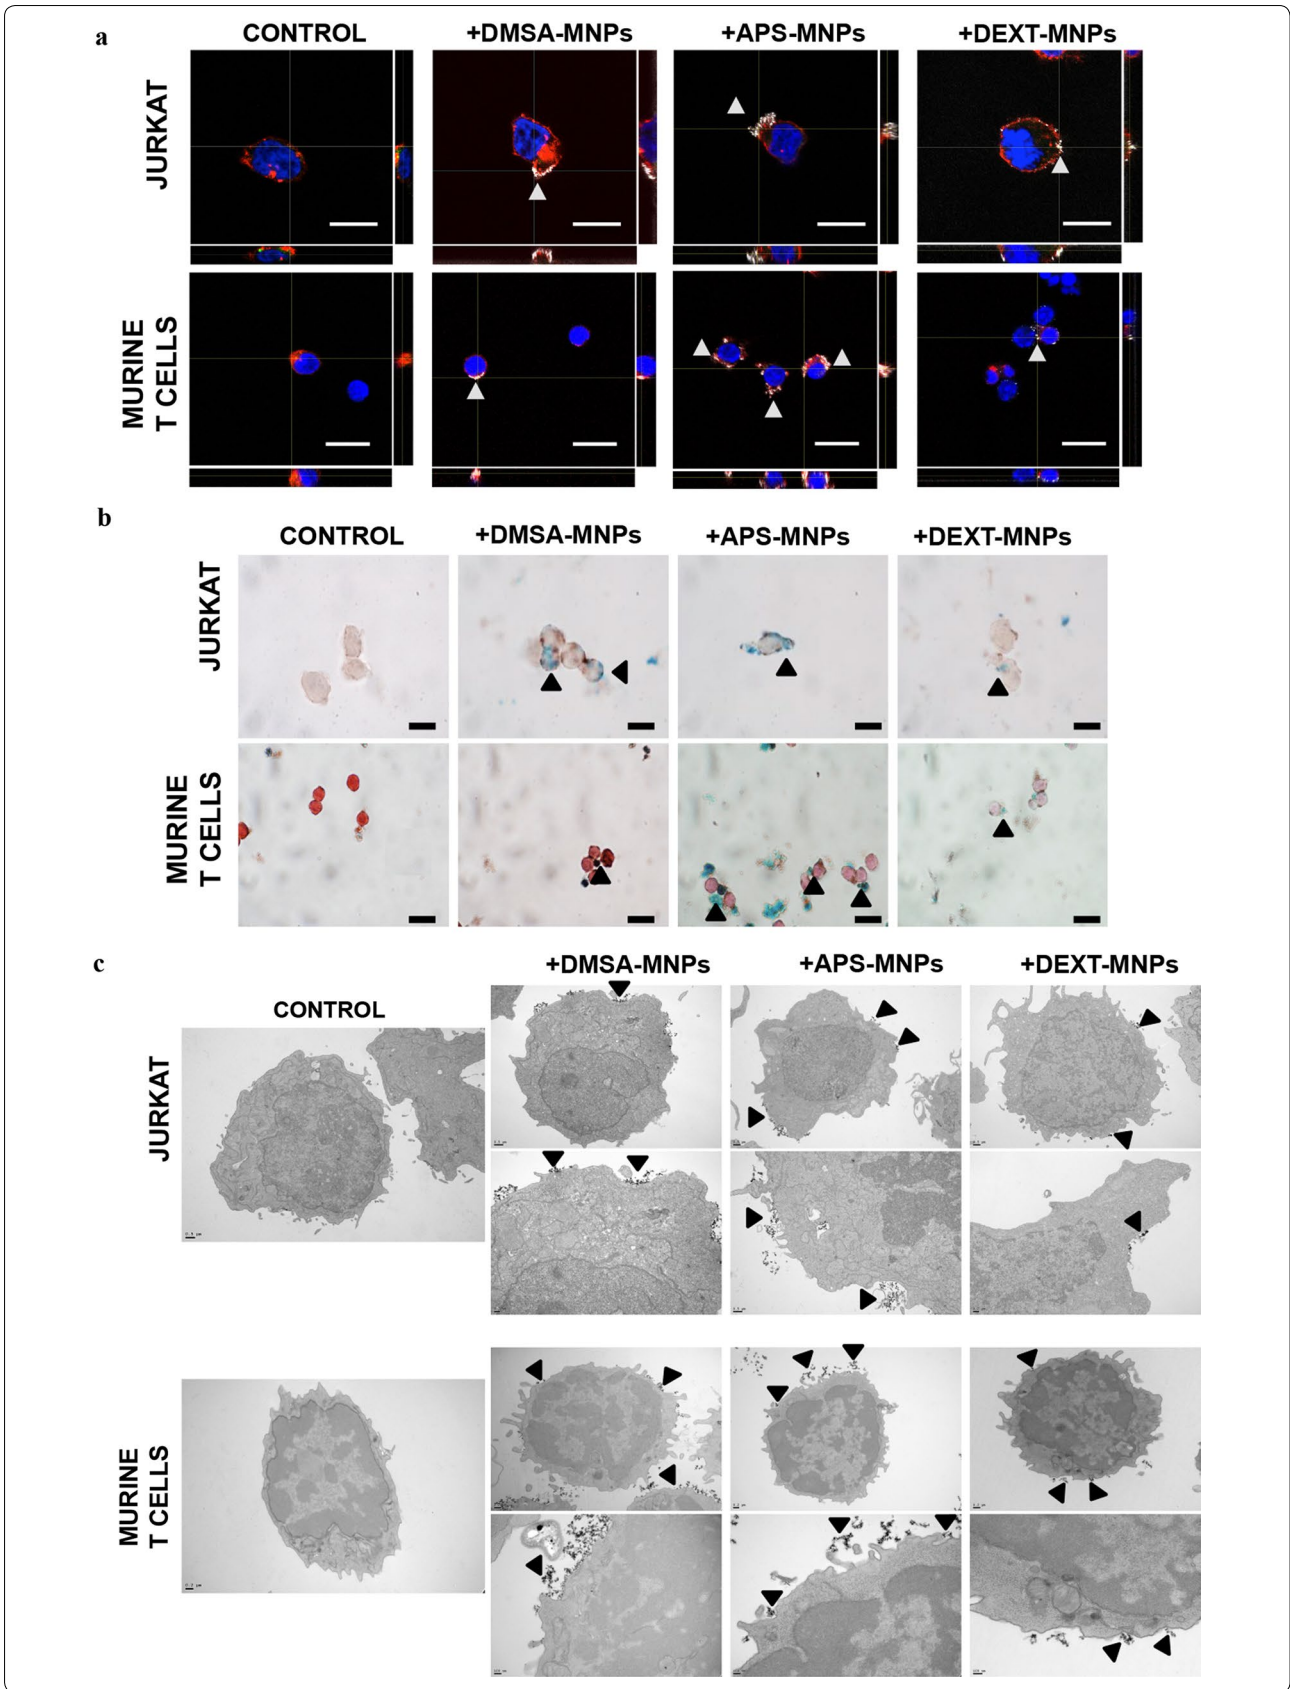 a
CONTROL +DMSA-MNPs +APS-MNPs +DEXT-MNPs
JURKAT
MURINE
T CELLS
b
CONTROL +DMSA-MNPs +APS-MNPs +DEXT-MNPs
JURKAT
MURINE
T CELLS
c
+DMSA-MNPs +APS-MNPs +DEXT-MNPs
CONTROL
JURKAT
MURINE
T CELLS